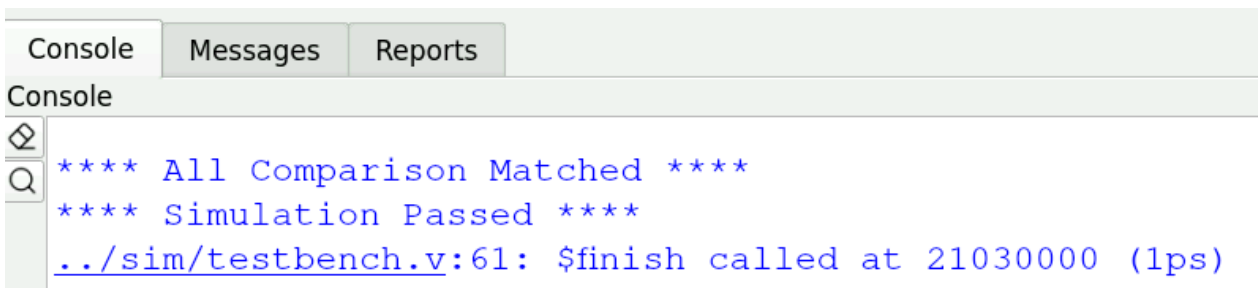 Console Messages Reports
Console
**** All Comparison Matched ****
**** Simulation Passed ****
../sim/testbench.v:61: $finish called at 21030000 (1ps)